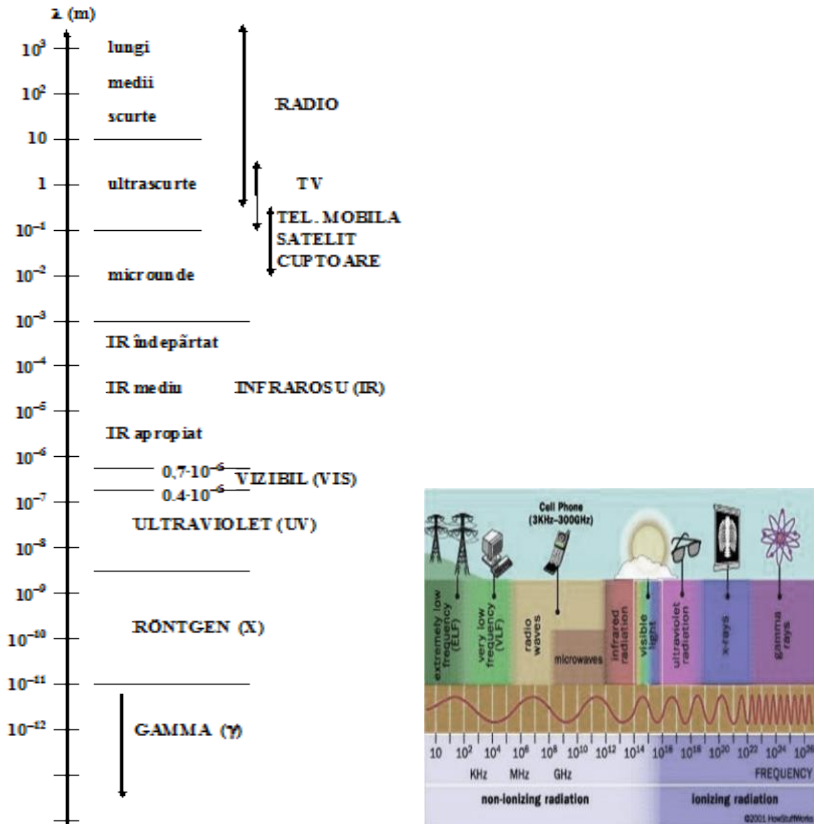 λ (m)
10³ lungi
medii
10² RADIO
scurte
10
1 ultrascurte TV
10⁻¹ TEL. MOBILA
SATELIT
CUPTOARE
10⁻² microunde
10⁻³
IR îndepãrtat
10⁻⁴
IR mediu INFRAROSU (IR)
10⁻⁵
IR apropiat
10⁻⁶
0,7·10⁻⁶
VIZIBIL (VIS)
0.4·10⁻⁶
10⁻⁷
ULTRAVIOLET (UV)
10⁻⁸
10⁻⁹
RÖNTGEN (X)
10⁻¹⁰
10⁻¹¹
10⁻¹² GAMMA (γ)
Cell Phone
(3KHz-300GHz)
extremely low
frequency
(ELF)
very low
frequency
(VLF)
radio
waves
microwaves
infrared
radiation
visible
light
ultraviolet
radiation
x-rays
gamma
rays
10 10² 10⁴ 10⁶ 10⁸ 10¹⁰ 10¹² 10¹⁴ 10¹⁶ 10¹⁸ 10²⁰ 10²² 10²⁴ 10²⁶
KHz MHz GHz FREQUENCY
non-ionizing radiation ionizing radiation
©2001 HowStuffWorks